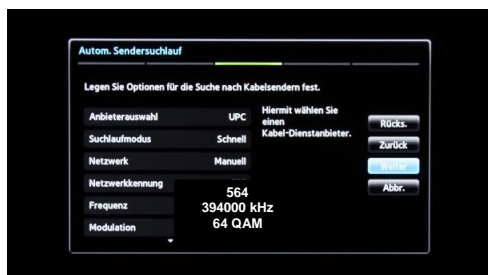 Autom. Sendersuchlauf
Legen Sie Optionen für die Suche nach Kabelsendern fest.
Anbieterauswahl UPC
Suchlaufmodus Schnell
Netzwerk Manuell
Netzwerkkennung
564
Frequenz 394000 kHz
Modulation 64 QAM
Hiermit wählen Sie
einen
Kabel-Dienstanbieter.
Rücks.
Zurück
Weiter
Abbr.